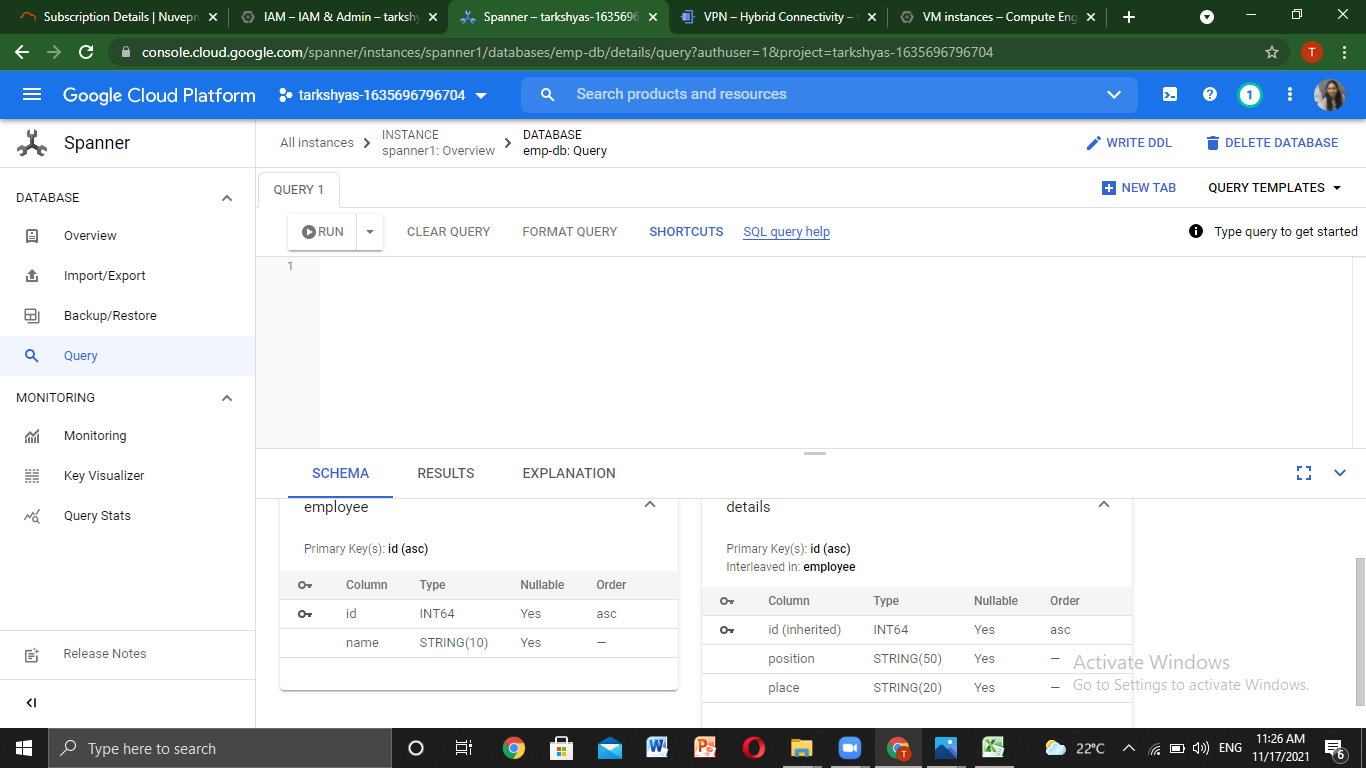 Subscription Details | Nuvepr
IAM – IAM & Admin – tarkshy
Spanner – tarkshyas-1635696
VPN – Hybrid Connectivity –
VM instances – Compute Eng
console.cloud.google.com/spanner/instances/spanner1/databases/emp-db/details/query?authuser=1&project=tarkshyas-1635696796704
T
Google Cloud Platform
tarkshyas-1635696796704
Search products and resources
1
Spanner
All instances
INSTANCE
spanner1: Overview
DATABASE
emp-db: Query
WRITE DDL
DELETE DATABASE
DATABASE
Overview
Import/Export
Backup/Restore
Query
MONITORING
Monitoring
Key Visualizer
Query Stats
Release Notes
QUERY 1
NEW TAB
QUERY TEMPLATES
RUN
CLEAR QUERY
FORMAT QUERY
SHORTCUTS
SQL query help
Type query to get started
1
SCHEMA
RESULTS
EXPLANATION
employee
Primary Key(s): id (asc)
Column Type Nullable Order
id INT64 Yes asc
name STRING(10) Yes —
details
Primary Key(s): id (asc)
Interleaved in: employee
Column Type Nullable Order
id (inherited) INT64 Yes asc
position STRING(50) Yes —
place STRING(20) Yes —
Activate Windows
Go to Settings to activate Windows.
Type here to search
22°C
ENG
11:26 AM
11/17/2021
6